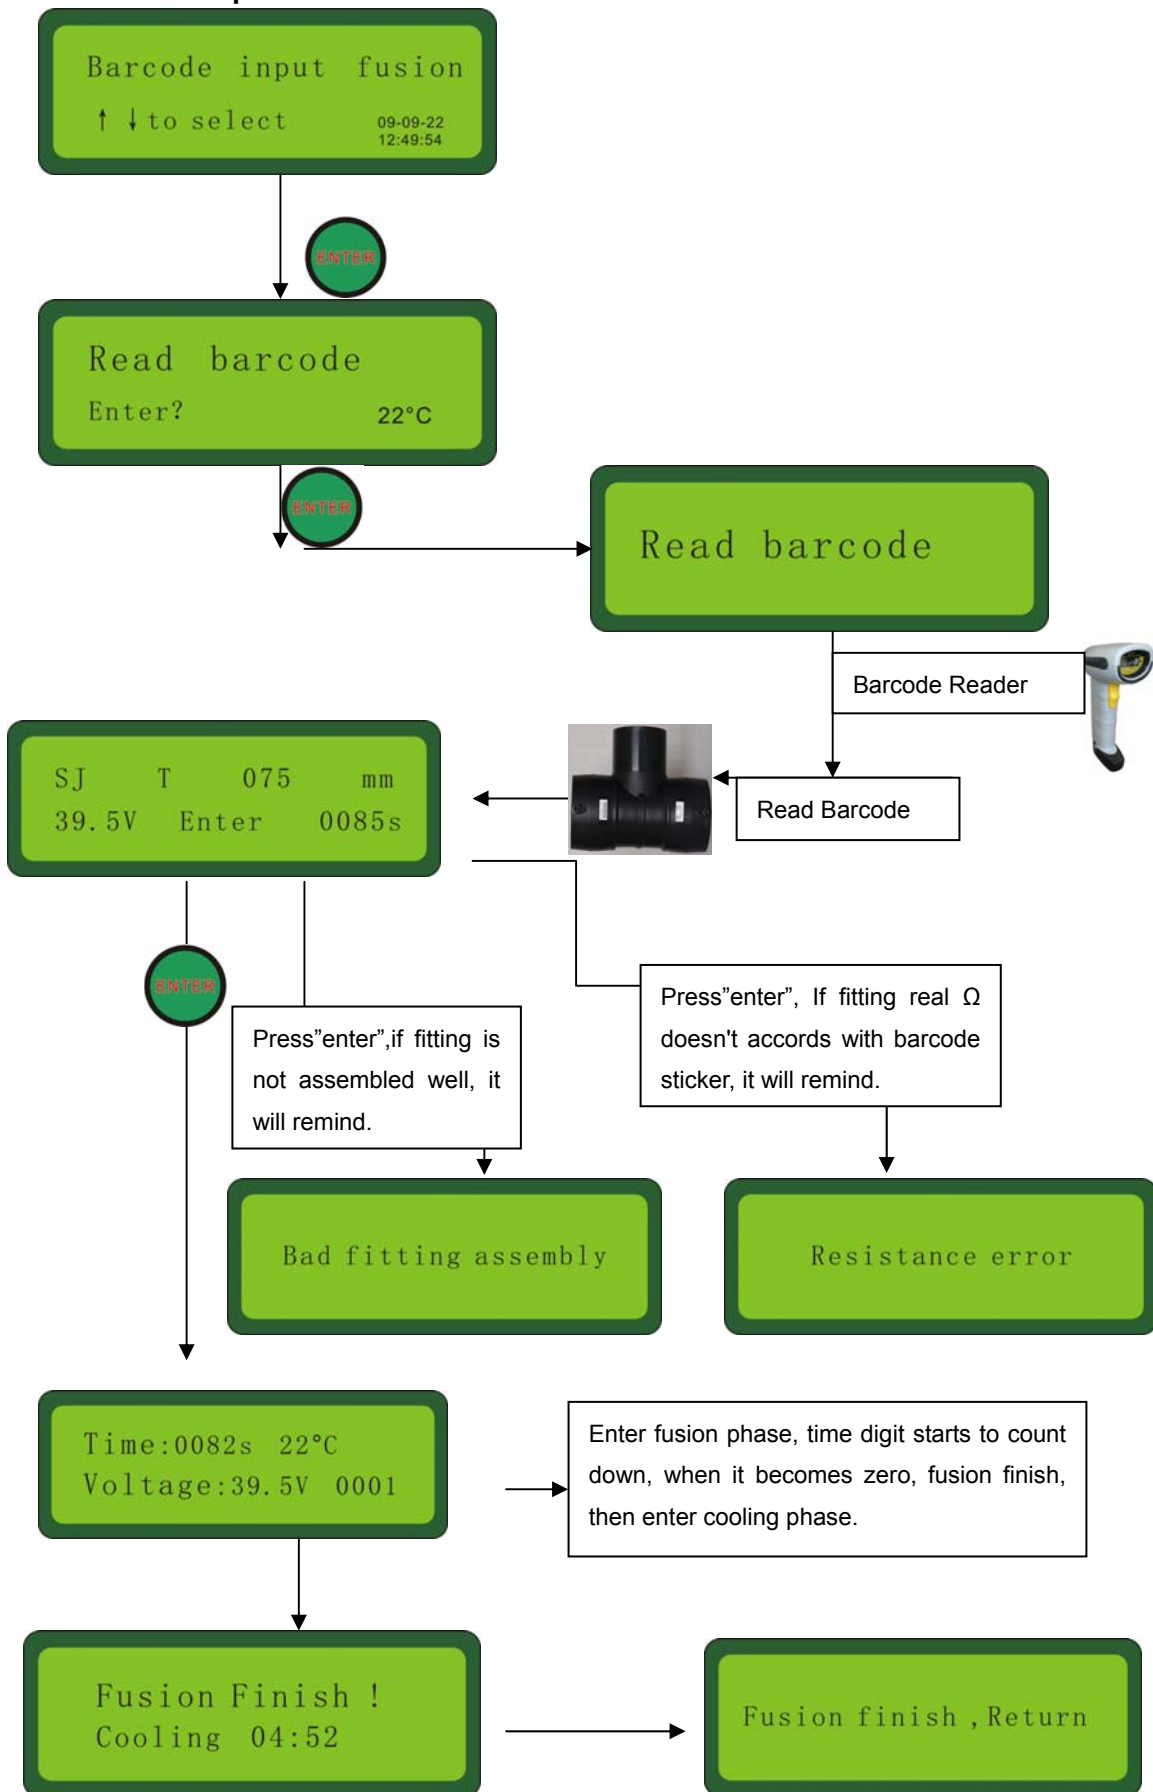 Barcode input fusion
↑ ↓ to select
09-09-22
12:49:54
ENTER
Read barcode
Enter?
22°C
ENTER
Read barcode
Barcode Reader
SJ T 075 mm
39.5V Enter 0085s
Read Barcode
ENTER
Press”enter”, If fitting real Ω
doesn't accords with barcode
sticker, it will remind.
Press”enter”,if fitting is
not assembled well, it
will remind.
Bad fitting assembly
Resistance error
Time:0082s 22°C
Voltage:39.5V 0001
Enter fusion phase, time digit starts to count
down, when it becomes zero, fusion finish,
then enter cooling phase.
Fusion Finish !
Cooling 04:52
Fusion finish ,Return